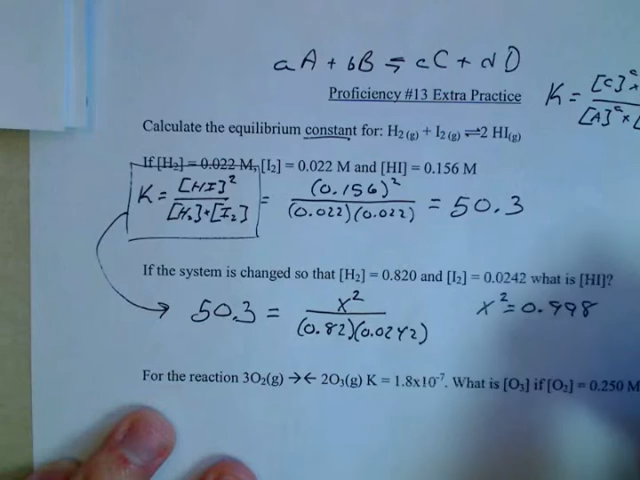 aA + bB ⇌ cC + dD
Proficiency #13 Extra Practice
K = [C]ᶜ×
[A]ᵃ×[
Calculate the equilibrium constant for: H₂(g) + I₂(g) ⇌ 2 HI(g)
If [H₂] = 0.022 M, [I₂] = 0.022 M and [HI] = 0.156 M
K = [HI]² / [H₂]×[I₂] = (0.156)² / (0.022)(0.022) = 50.3
If the system is changed so that [H₂] = 0.820 and [I₂] = 0.0242 what is [HI]?
50.3 = x² / (0.82)(0.0242) x² = 0.998
For the reaction 3O₂(g) →← 2O₃(g) K = 1.8x10⁻⁷. What is [O₃] if [O₂] = 0.250 M